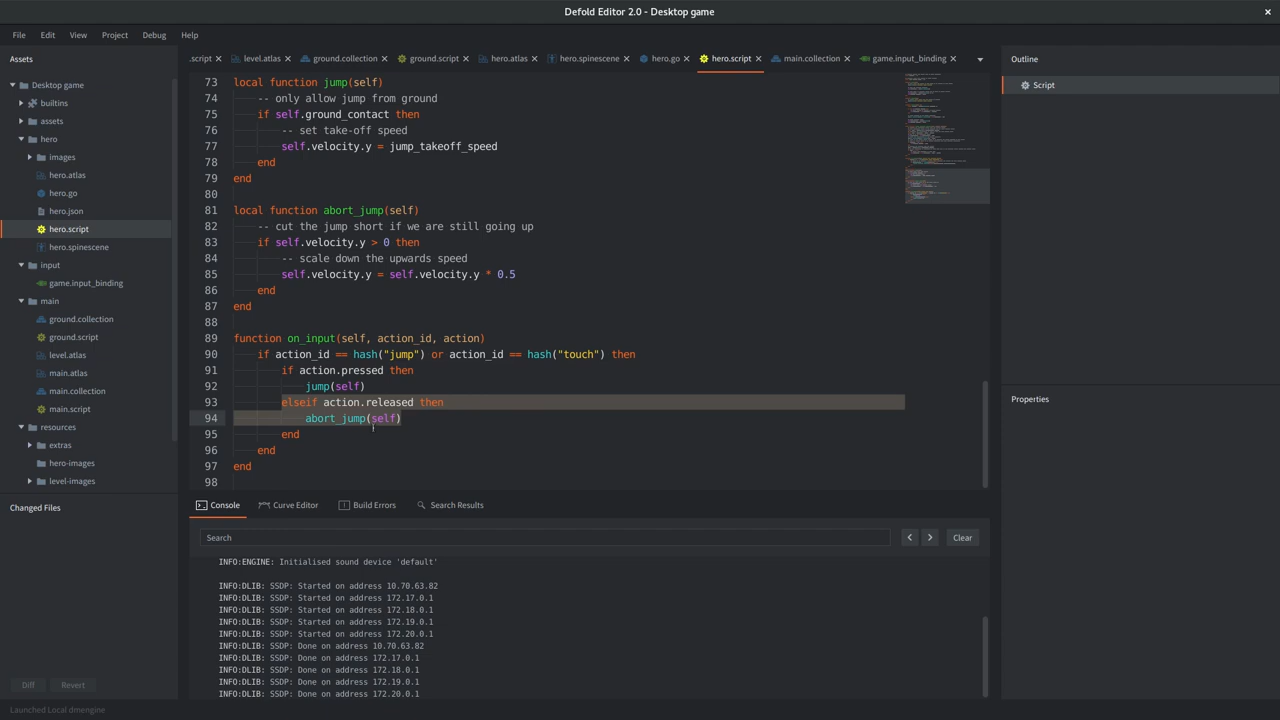 Defold Editor 2.0 - Desktop game
File Edit View Project Debug Help
Assets
Desktop game
builtins
assets
hero
images
hero.atlas
hero.go
hero.json
hero.script
hero.spinescene
input
game.input_binding
main
ground.collection
ground.script
level.atlas
main.atlas
main.collection
main.script
resources
extras
hero-images
level-images
Changed Files
Diff Revert
Launched Local dmengine
.script level.atlas ground.collection ground.script hero.atlas hero.spinescene hero.go hero.script main.collection game.input_binding
73 local function jump(self)
74 -- only allow jump from ground
75 if self.ground_contact then
76 -- set take-off speed
77 self.velocity.y = jump_takeoff_speed
78 end
79 end
80
81 local function abort_jump(self)
82 -- cut the jump short if we are still going up
83 if self.velocity.y > 0 then
84 -- scale down the upwards speed
85 self.velocity.y = self.velocity.y * 0.5
86 end
87 end
88
89 function on_input(self, action_id, action)
90 if action_id == hash("jump") or action_id == hash("touch") then
91 if action.pressed then
92 jump(self)
93 elseif action.released then
94 abort_jump(self)
95 end
96 end
97 end
98
Console Curve Editor Build Errors Search Results
Search Clear
INFO:ENGINE: Initialised sound device 'default'
INFO:DLIB: SSDP: Started on address 10.70.63.82
INFO:DLIB: SSDP: Started on address 172.17.0.1
INFO:DLIB: SSDP: Started on address 172.18.0.1
INFO:DLIB: SSDP: Started on address 172.19.0.1
INFO:DLIB: SSDP: Started on address 172.20.0.1
INFO:DLIB: SSDP: Done on address 10.70.63.82
INFO:DLIB: SSDP: Done on address 172.17.0.1
INFO:DLIB: SSDP: Done on address 172.18.0.1
INFO:DLIB: SSDP: Done on address 172.19.0.1
INFO:DLIB: SSDP: Done on address 172.20.0.1
Outline
Script
Properties